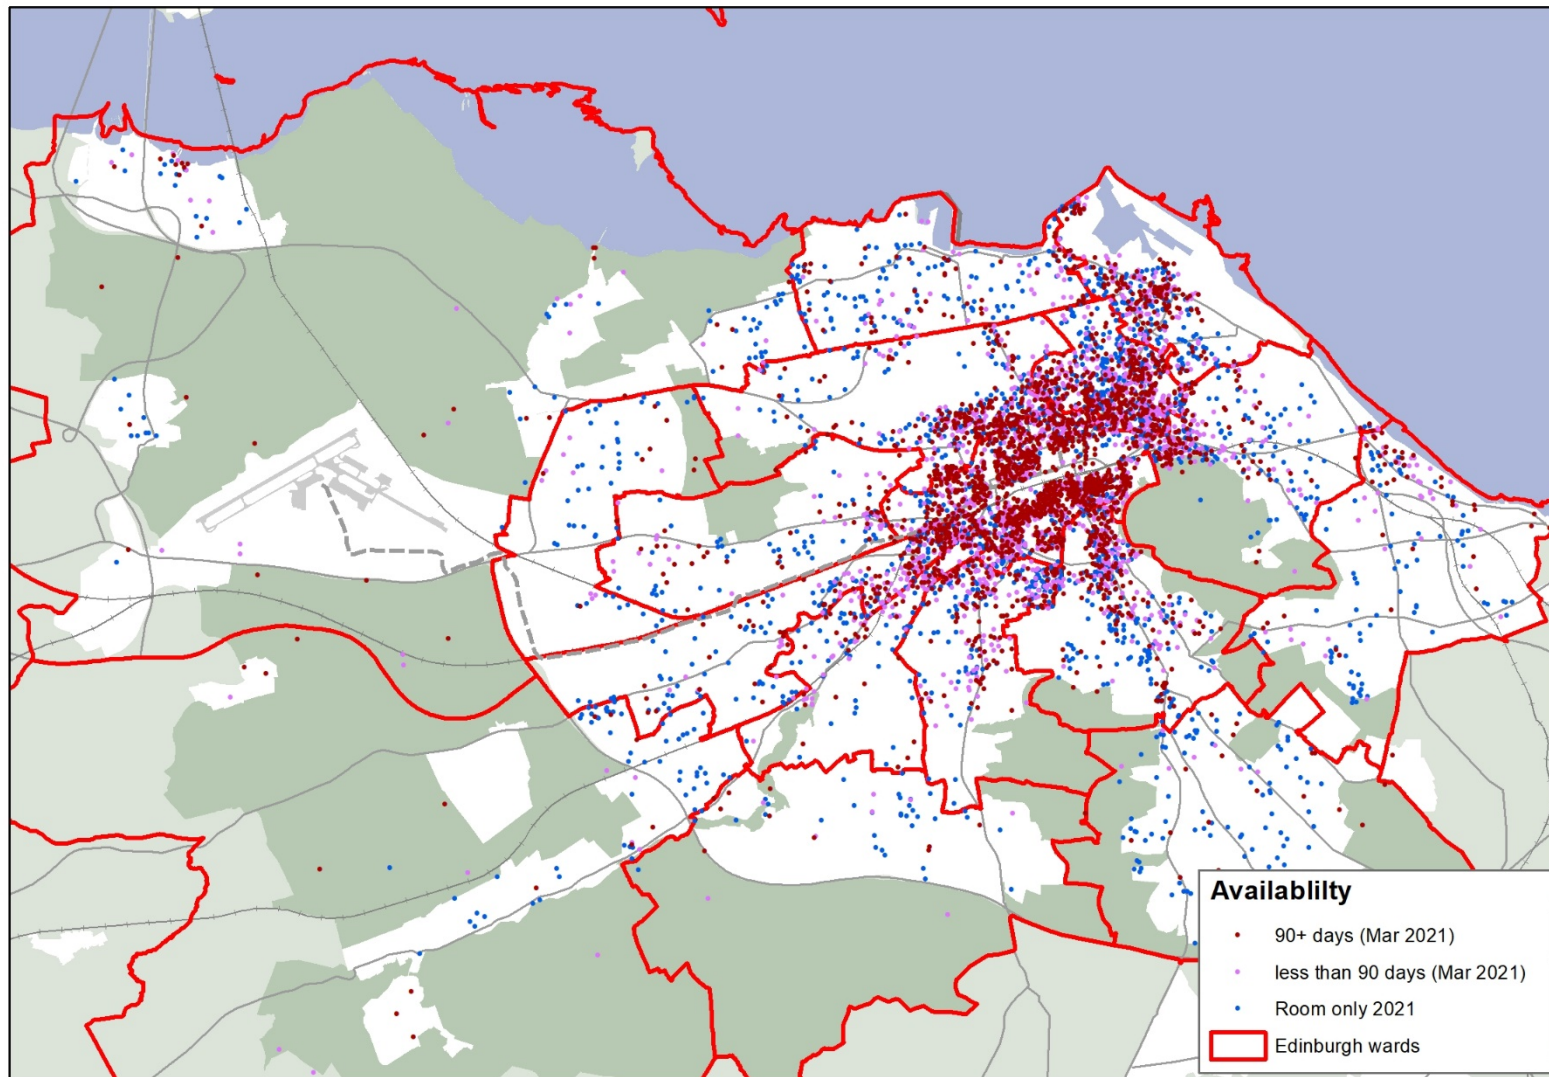 Availablilty
90+ days (Mar 2021)
less than 90 days (Mar 2021)
Room only 2021
Edinburgh wards